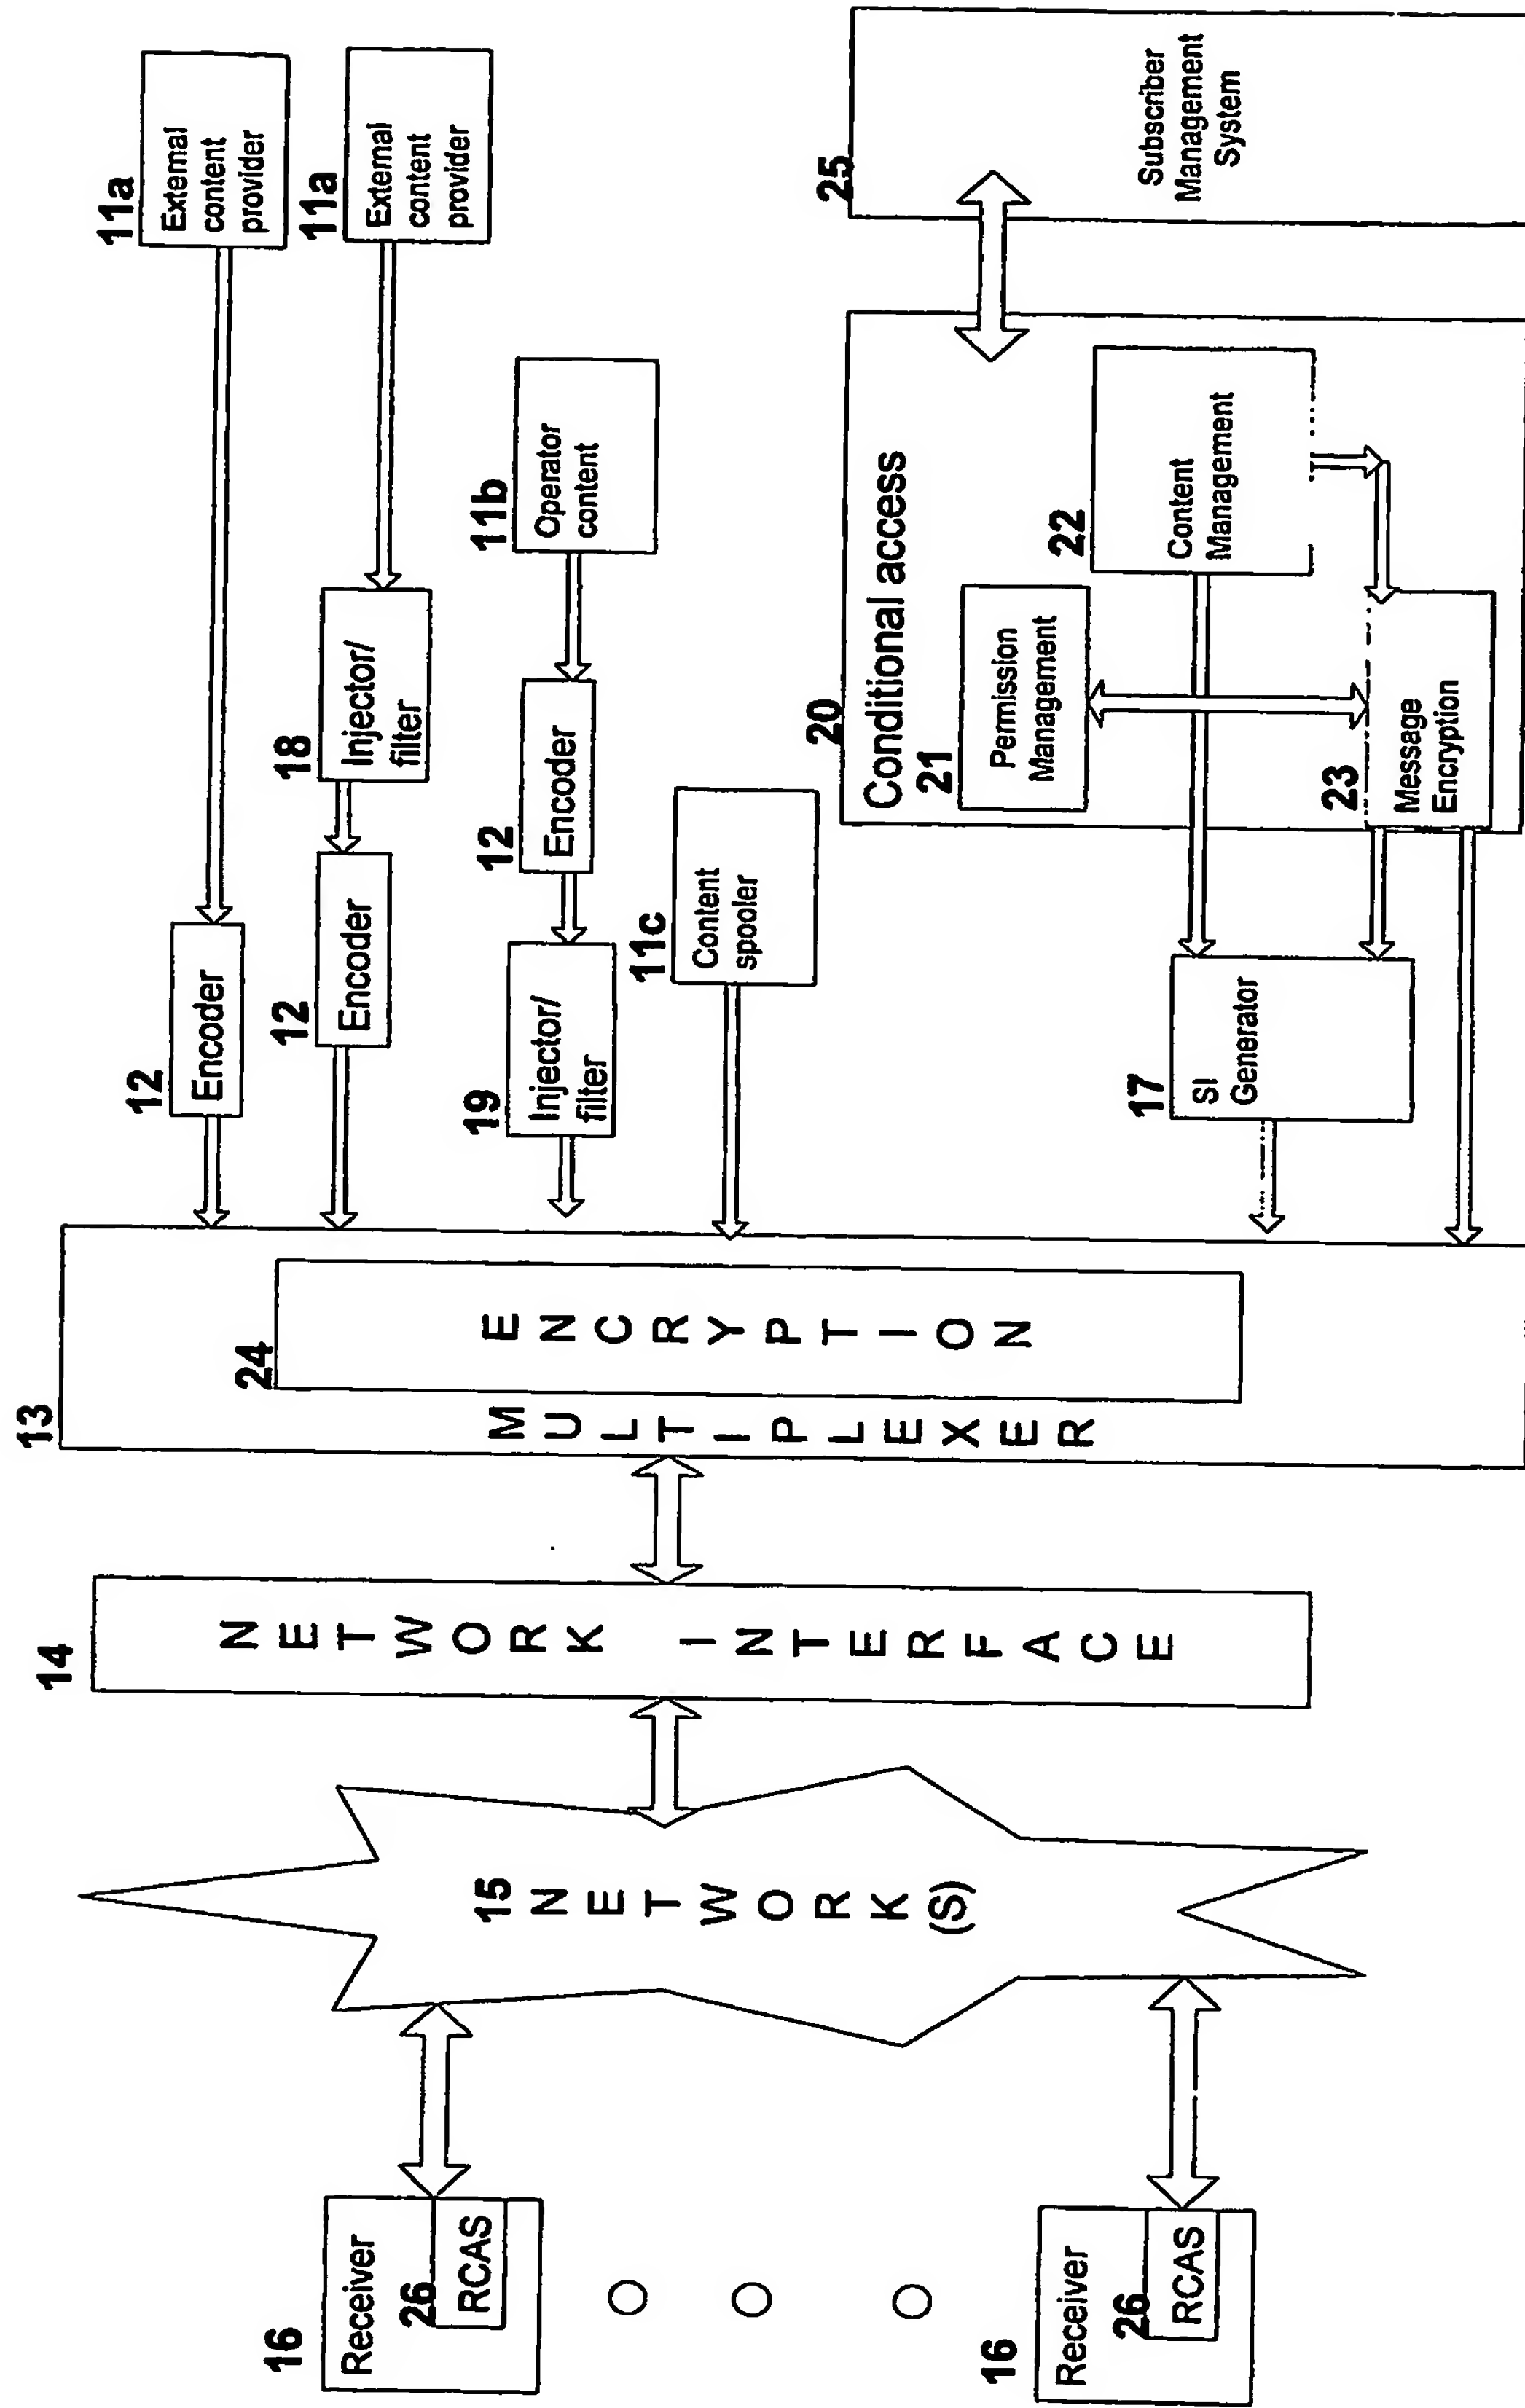 11a
External
content
provider
11a
External
content
provider
12
Encoder
18
Injector/
filter
12
Encoder
11b
Operator
content
12
Encoder
19
Injector/
filter
11c
Content
spooler
25
Subscriber
Management
System
20
Conditional access
21
Permission
Management
22
Content
Management
23
Message
Encryption
17
SI
Generator
13
24
ENCRYPTION
MULTIPLEXER
14
NETWORK INTERFACE
15
NETWORK(S)
16
Receiver
26
RCAS
16
Receiver
26
RCAS